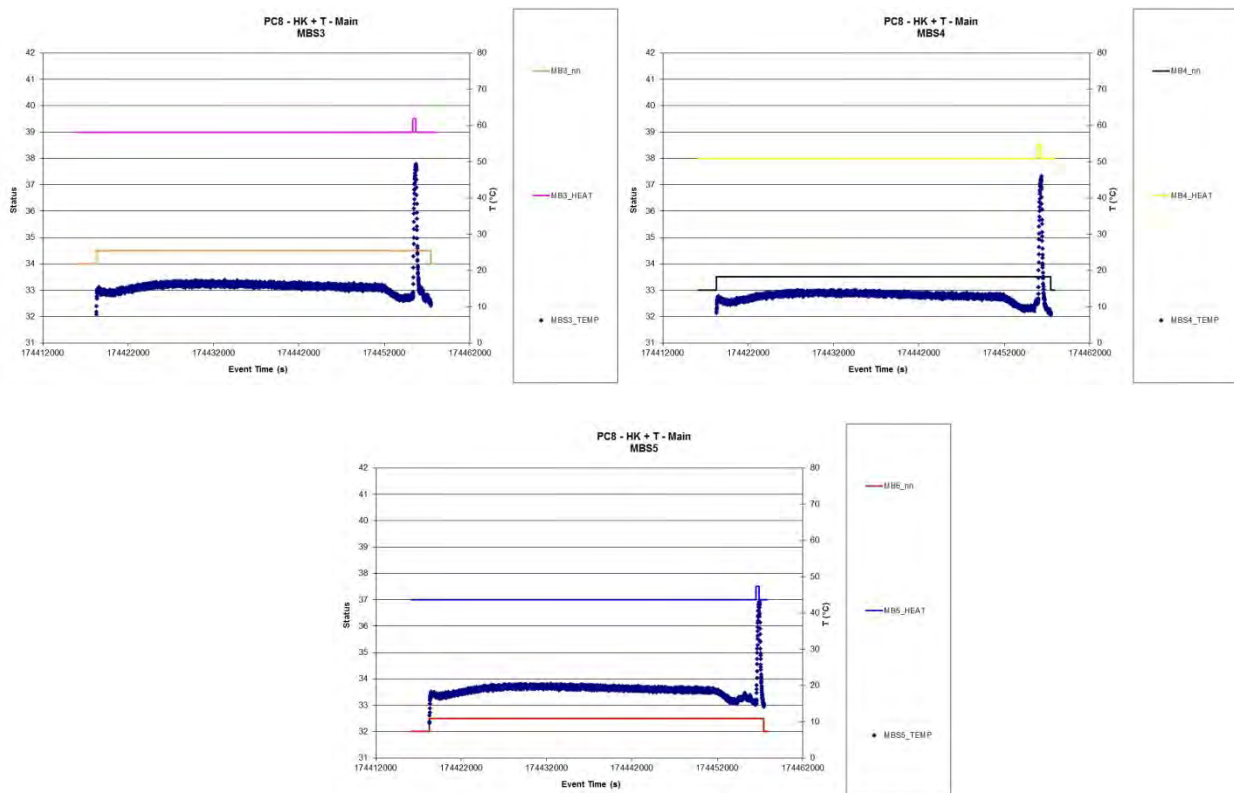 PC8 - HK + T - Main
MBS3
42
41
40
39
38
37
36
35
34
33
32
31
Status
80
70
60
50
40
30
20
10
0
T (°C)
174412000 174422000 174432000 174442000 174452000 174462000
Event Time (s)
MB3_nn
MB3_HEAT
MBS3_TEMP
PC8 - HK + T - Main
MBS4
42
41
40
39
38
37
36
35
34
33
32
31
Status
80
70
60
50
40
30
20
10
0
T (°C)
174412000 174422000 174432000 174442000 174452000 174462000
Event Time (s)
MB4_nn
MB4_HEAT
MBS4_TEMP
PC8 - HK + T - Main
MBS5
42
41
40
39
38
37
36
35
34
33
32
31
Status
80
70
60
50
40
30
20
10
0
T (°C)
174412000 174422000 174432000 174442000 174452000 174462000
Event Time (s)
MB5_nn
MB5_HEAT
MBS5_TEMP